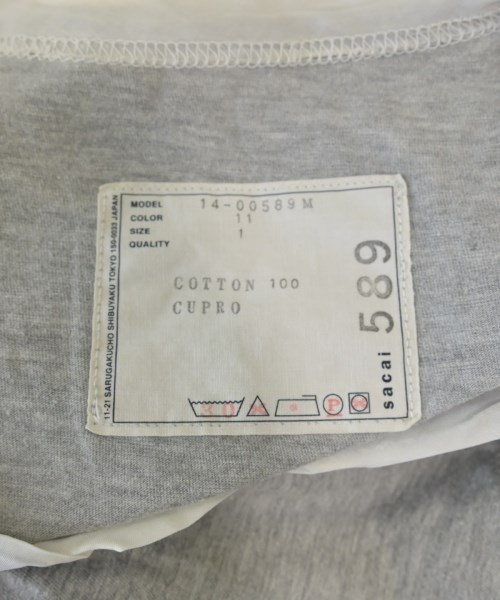 MODEL 14-00589M
COLOR 11
SIZE 1
QUALITY
COTTON 100
CUPRO
30
P
sacai 589
11-21 SARUGAKUCHO SHIBUYAKU TOKYO 150-0033 JAPAN